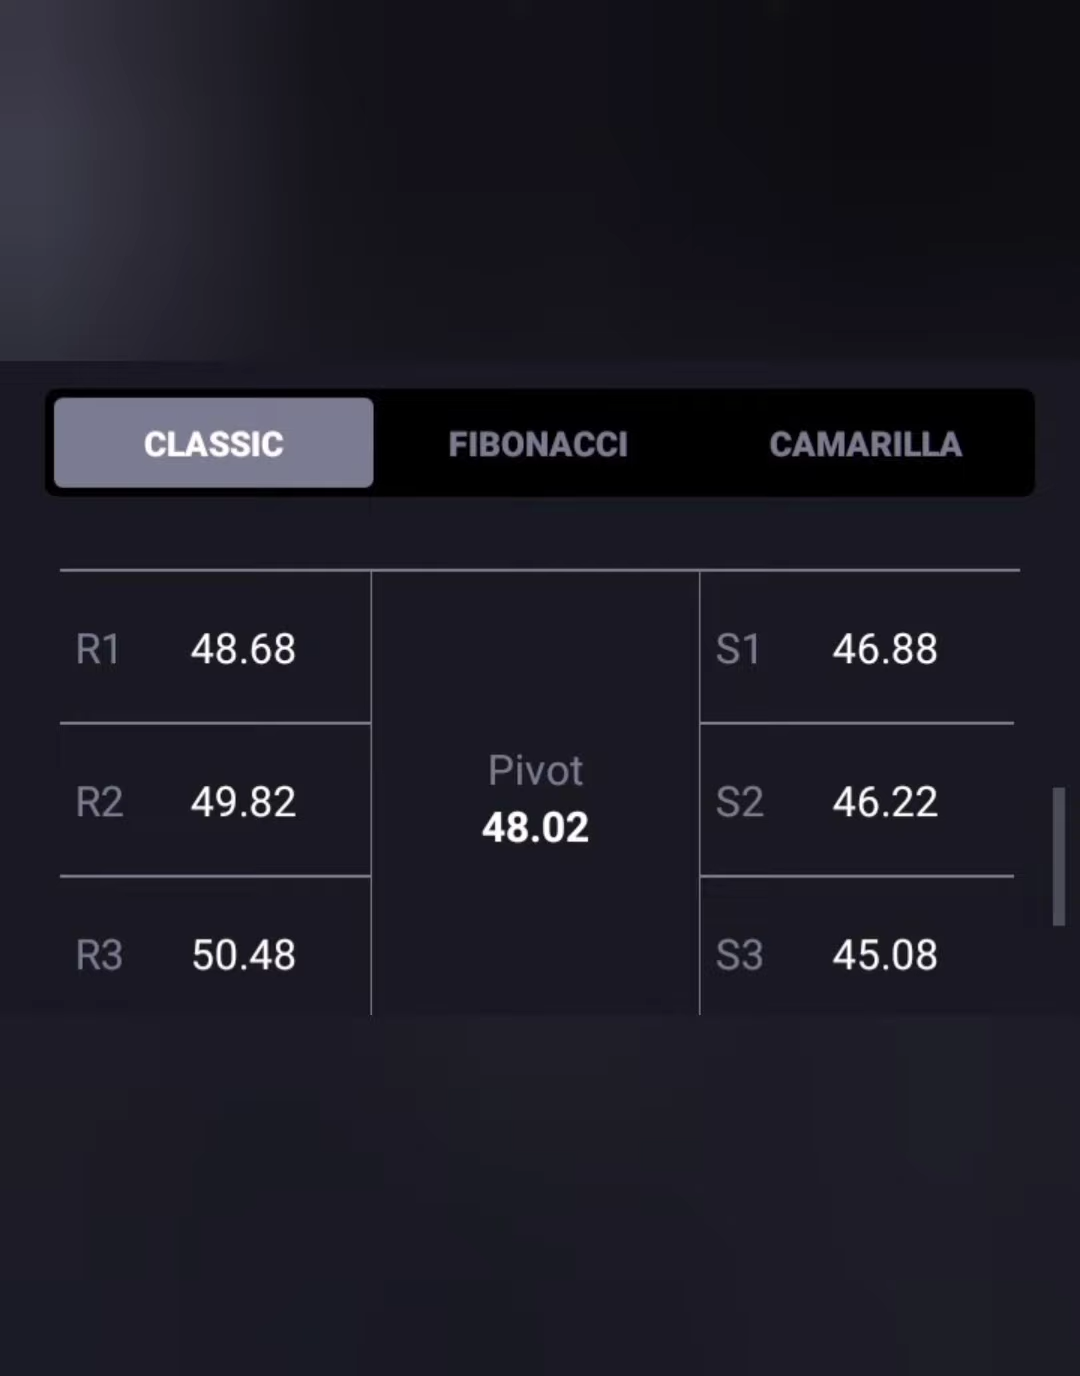 CLASSIC FIBONACCI CAMARILLA
R1 48.68 S1 46.88
Pivot
R2 49.82 S2 46.22
48.02
R3 50.48 S3 45.08